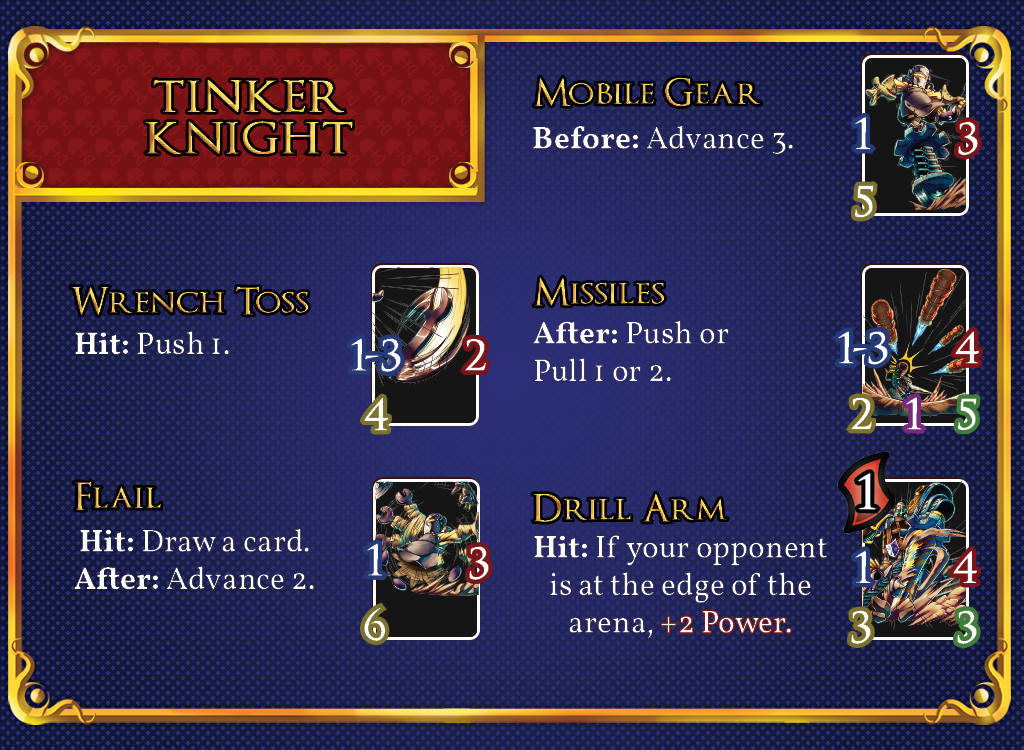 TINKER
KNIGHT
MOBILE GEAR
Before: Advance 3.
1
3
5
WRENCH TOSS
Hit: Push 1.
1-3
2
4
MISSILES
After: Push or
Pull 1 or 2.
1-3
4
2
1
5
FLAIL
Hit: Draw a card.
After: Advance 2.
1
3
6
DRILL ARM
Hit: If your opponent
is at the edge of the
arena, +2 Power.
1
1
4
3
3